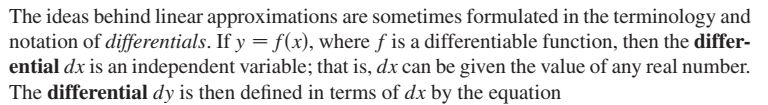 The ideas behind linear approximations are sometimes formulated in the terminology and
notation of differentials. If y = f(x), where f is a differentiable function, then the differ-
ential dx is an independent variable; that is, dx can be given the value of any real number.
The differential dy is then defined in terms of dx by the equation